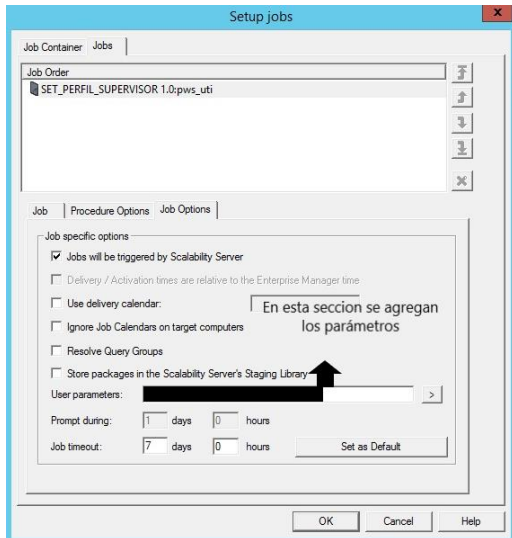 Setup jobs
x
Job Container Jobs
Job Order
SET_PERFIL_SUPERVISOR 1.0:pws_uti
Job Procedure Options Job Options
Job specific options
Jobs will be triggered by Scalability Server
Delivery / Activation times are relative to the Enterprise Manager time
Use delivery calendar:
En esta seccion se agregan
los parámetros
Ignore Job Calendars on target computers
Resolve Query Groups
Store packages in the Scalability Server's Staging Library
User parameters: >
Prompt during: 1 days 0 hours
Job timeout: 7 days 0 hours Set as Default
OK Cancel Help